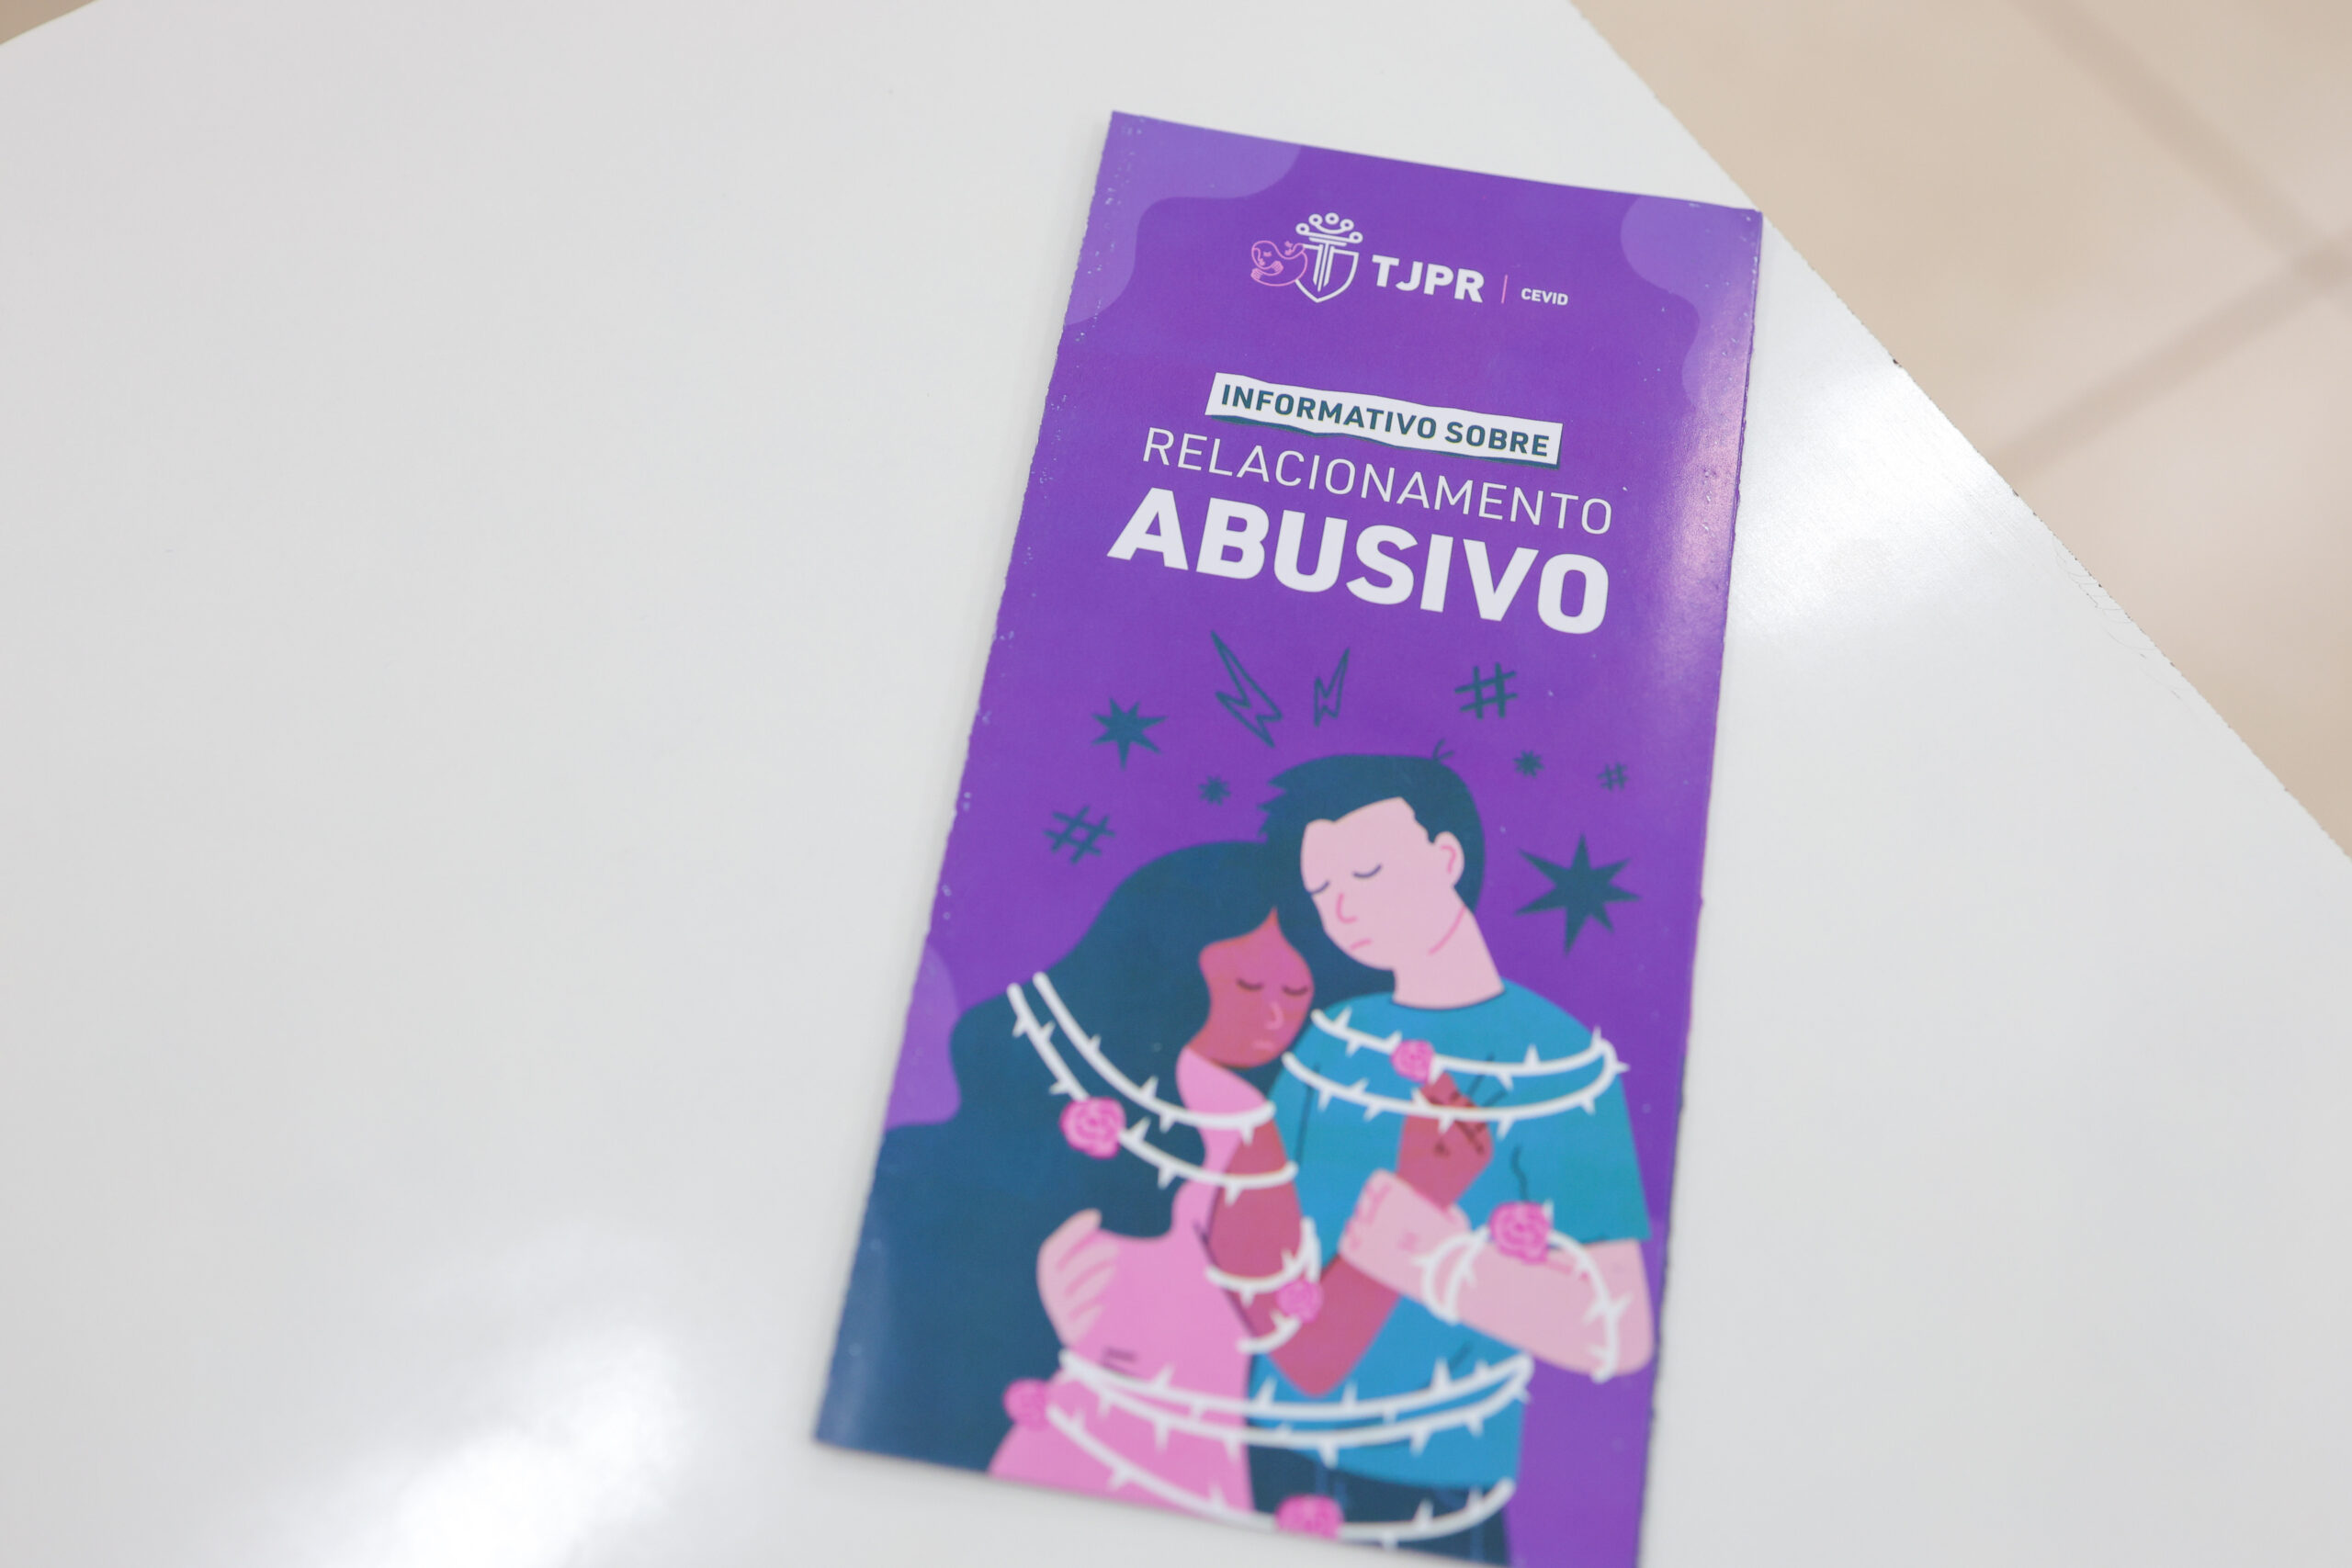 TJPR | CEVID
INFORMATIVO SOBRE
RELACIONAMENTO
ABUSIVO